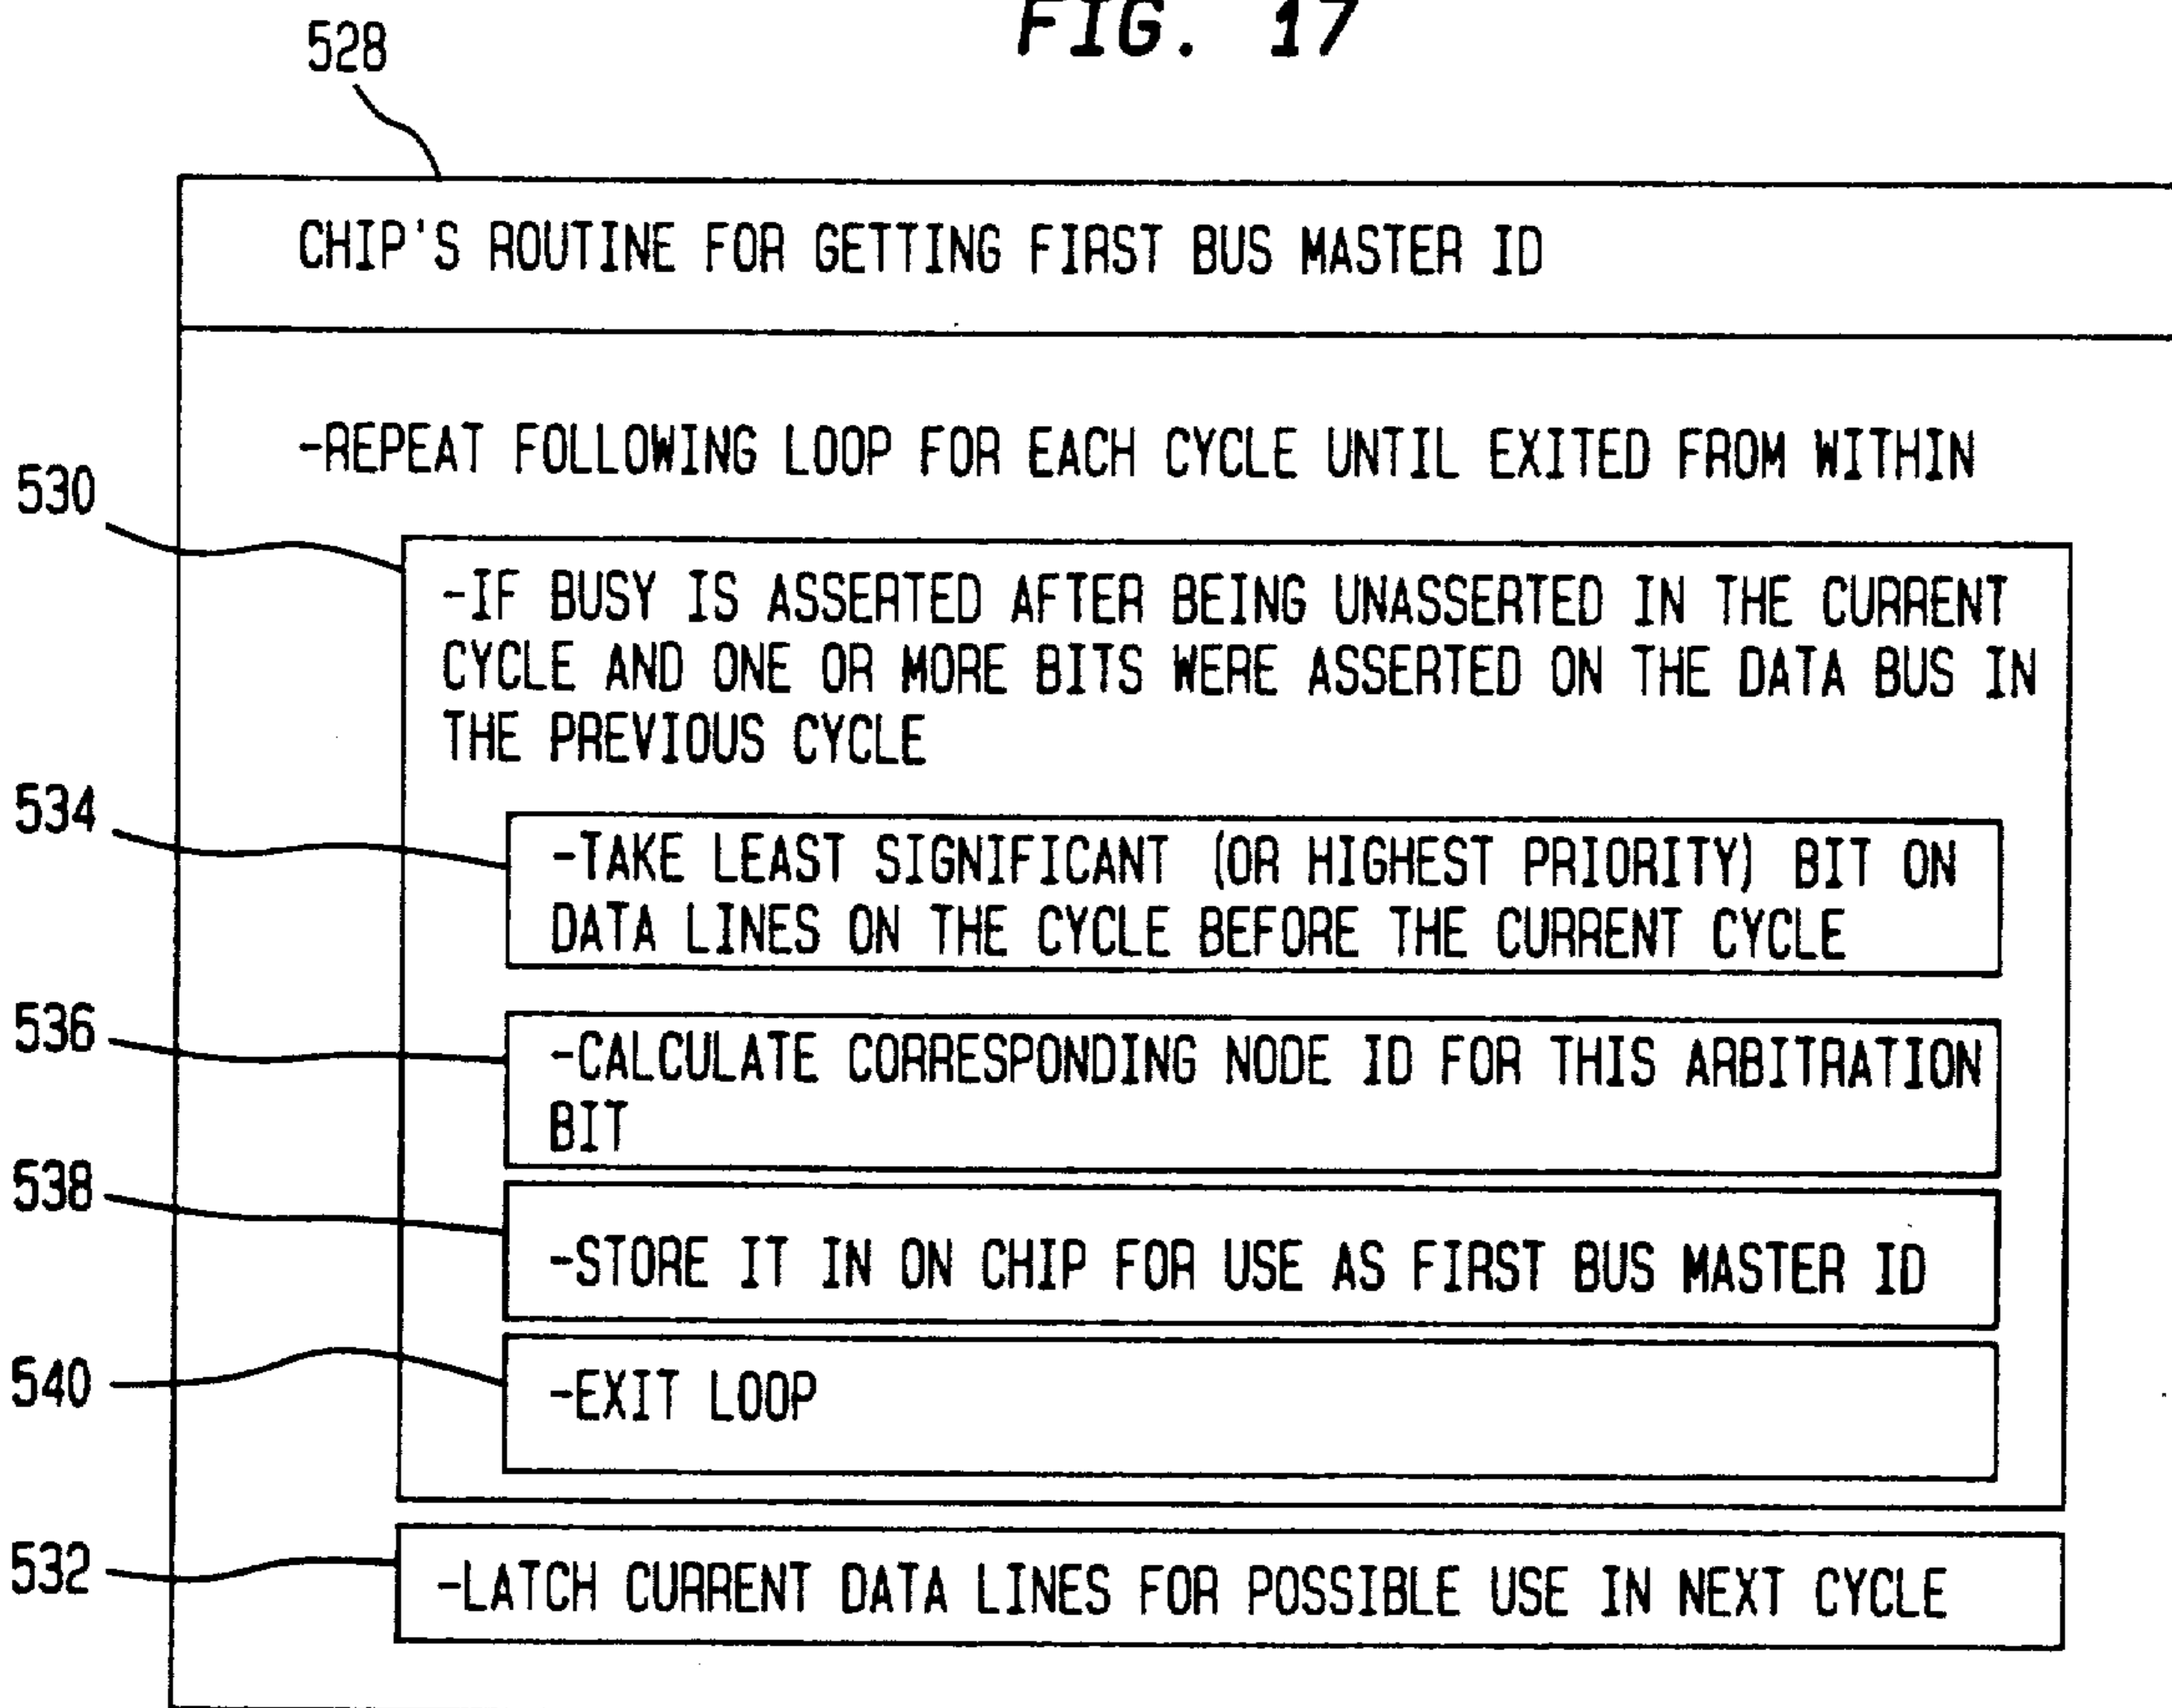 FIG. 17
528
CHIP'S ROUTINE FOR GETTING FIRST BUS MASTER ID
-REPEAT FOLLOWING LOOP FOR EACH CYCLE UNTIL EXITED FROM WITHIN
530
-IF BUSY IS ASSERTED AFTER BEING UNASSERTED IN THE CURRENT
CYCLE AND ONE OR MORE BITS WERE ASSERTED ON THE DATA BUS IN
THE PREVIOUS CYCLE
534
-TAKE LEAST SIGNIFICANT (OR HIGHEST PRIORITY) BIT ON
DATA LINES ON THE CYCLE BEFORE THE CURRENT CYCLE
536
-CALCULATE CORRESPONDING NODE ID FOR THIS ARBITRATION
BIT
538
-STORE IT IN ON CHIP FOR USE AS FIRST BUS MASTER ID
540
-EXIT LOOP
532
-LATCH CURRENT DATA LINES FOR POSSIBLE USE IN NEXT CYCLE